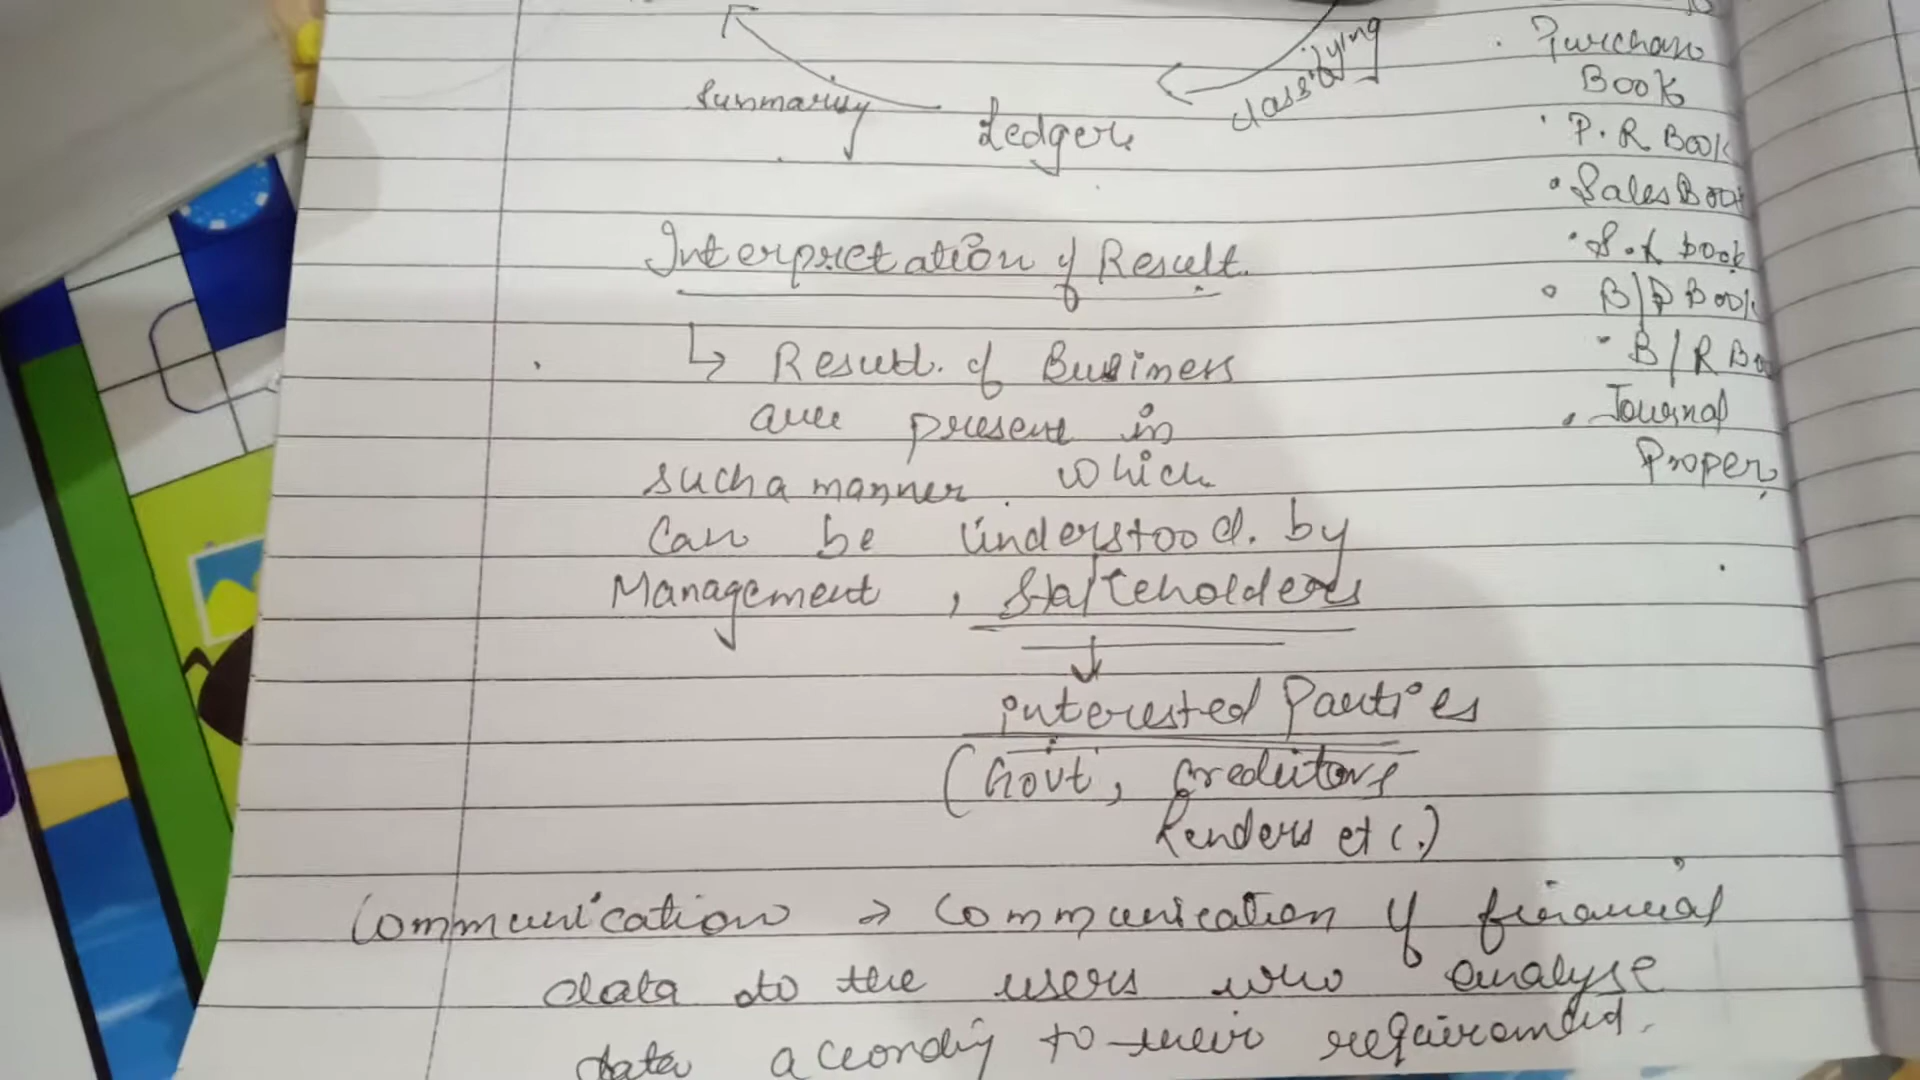 Summarisy
Ledger
classifying
Interpretation of Result.
Result. of Business
are present in
such a manner which
can be understood. by
Management , Stakeholders
interested Parties
(Govt, creditors
Lenders etc.)
Communication → Communication of financial
data to the users who analyse
data according to their requirement.
Purchase
Book
• P.R Book
• Sales Book
• S.R book
• B/P Book
• B/R Boo
• Journal
Proper